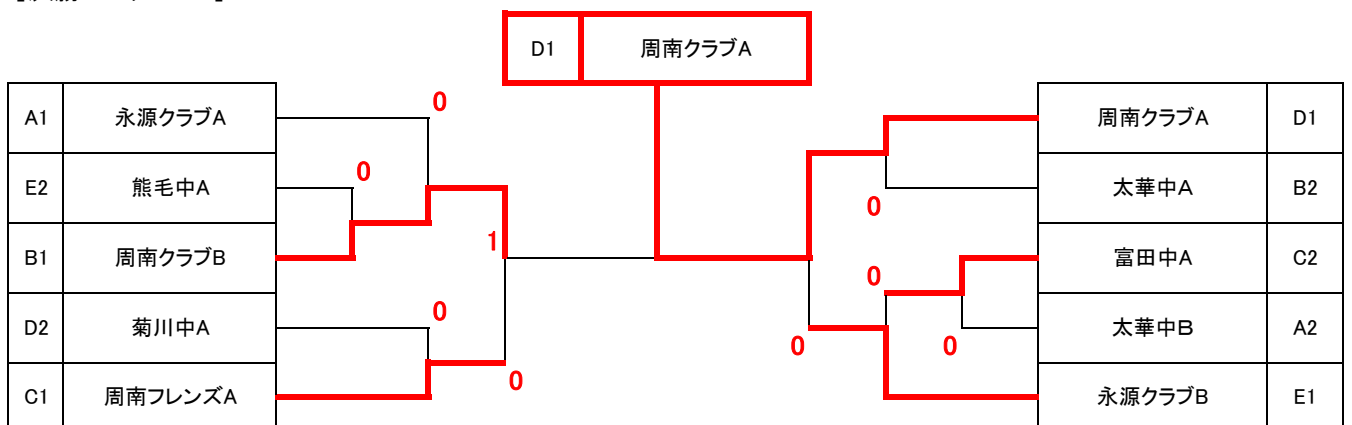 D1 周南クラブA
A1 永源クラブA 0 周南クラブA D1
E2 熊毛中A 0 太華中A B2
0
B1 周南クラブB 1 富田中A C2
0
D2 菊川中A 0 太華中B A2
0 0
C1 周南フレンズA 0 永源クラブB E1